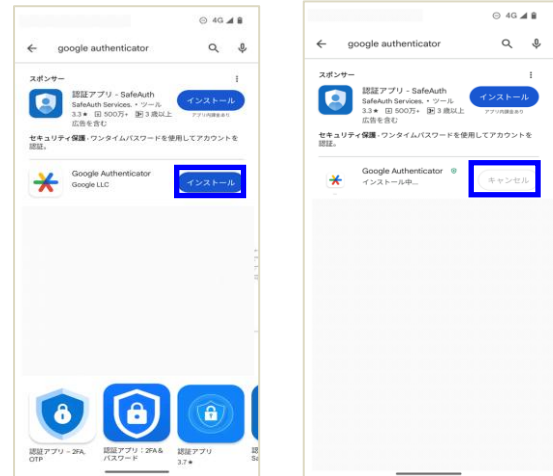 4G
google authenticator
スポンサー
認証アプリ - SafeAuth
SafeAuth Services. • ツール
3.3★ 500万+ 3歳以上
広告を含む
インストール
アプリ内課金あり
セキュリティ保護 - ワンタイムパスワードを使用してアカウントを
認証。
Google Authenticator
Google LLC
インストール
認証アプリ - 2FA,
OTP
認証アプリ:2FA&
パスワード
認証アプリ
3.7★
4G
google authenticator
スポンサー
認証アプリ - SafeAuth
SafeAuth Services. • ツール
3.3★ 500万+ 3歳以上
広告を含む
インストール
アプリ内課金あり
セキュリティ保護 - ワンタイムパスワードを使用してアカウントを
認証。
Google Authenticator
インストール中...
キャンセル